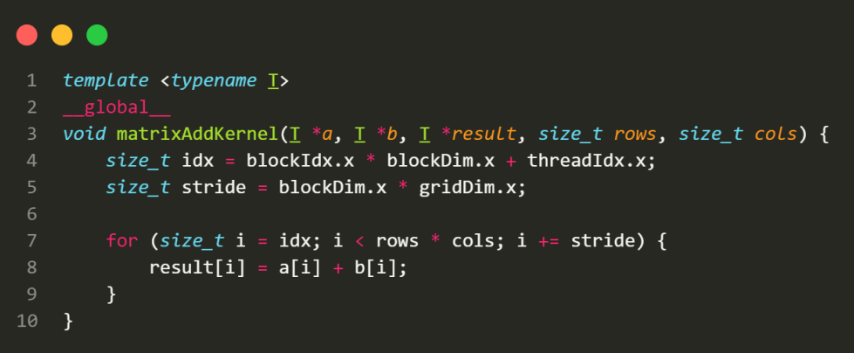 1 template <typename T>
2 __global__
3 void matrixAddKernel(T *a, T *b, T *result, size_t rows, size_t cols) {
4     size_t idx = blockIdx.x * blockDim.x + threadIdx.x;
5     size_t stride = blockDim.x * gridDim.x;
6
7     for (size_t i = idx; i < rows * cols; i += stride) {
8         result[i] = a[i] + b[i];
9     }
10 }